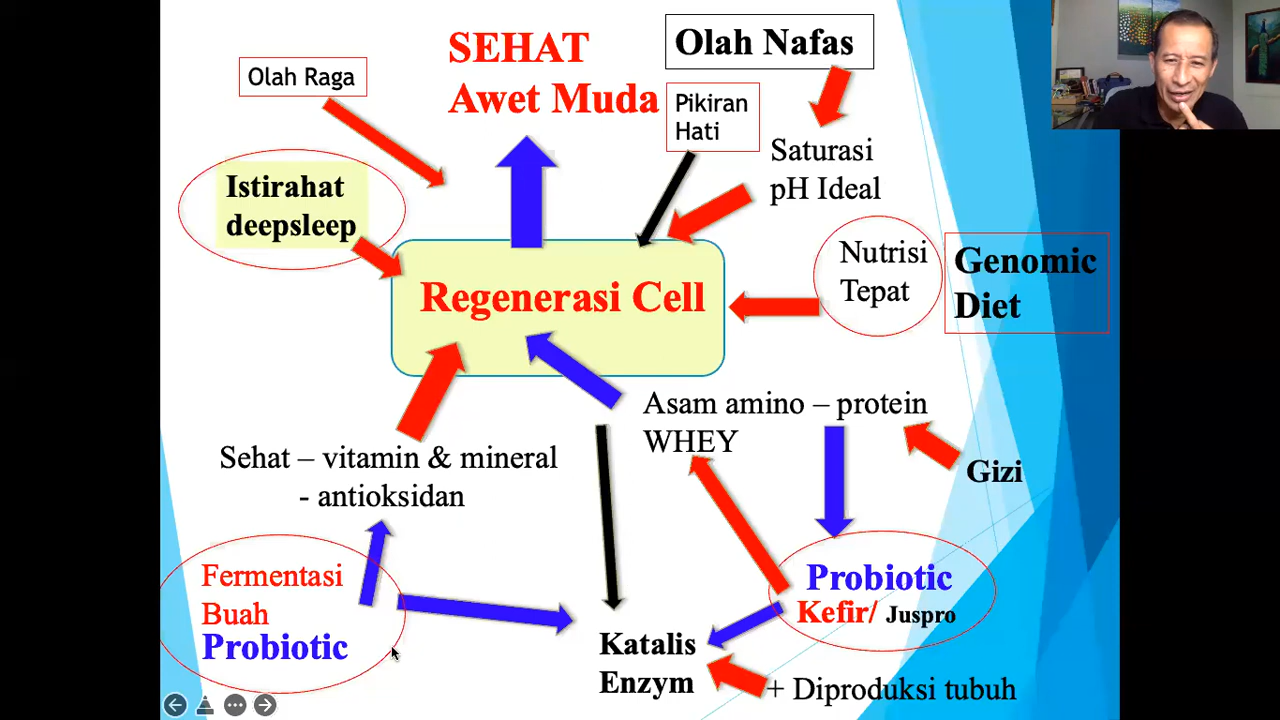 SEHAT
Awet Muda
Olah Nafas
Olah Raga
Pikiran
Hati
Saturasi
pH Ideal
Istirahat
deepsleep
Nutrisi
Tepat
Genomic
Diet
Regenerasi Cell
Asam amino – protein
WHEY
Gizi
Sehat – vitamin & mineral
- antioksidan
Fermentasi
Buah
Probiotic
Probiotic
Kefir/ Juspro
Katalis
Enzym
+ Diproduksi tubuh